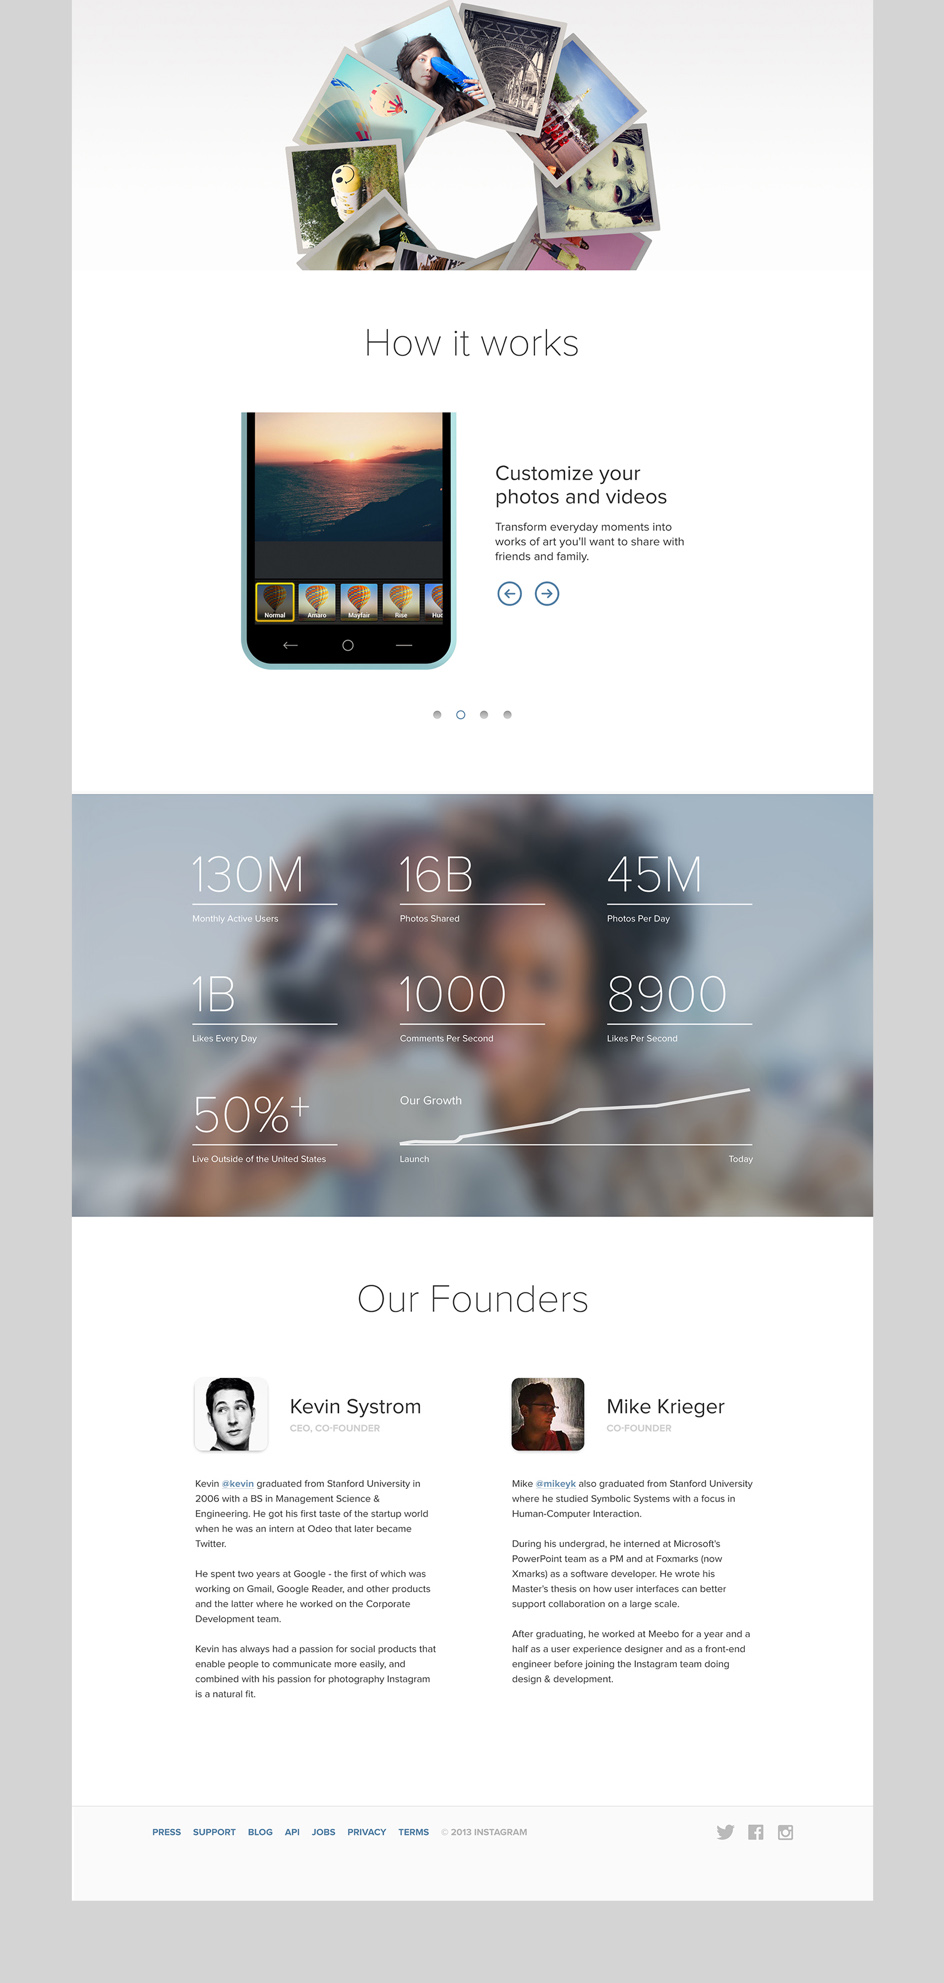 How it works
Customize your
photos and videos
Transform everyday moments into
works of art you'll want to share with
friends and family.
Normal Amaro Mayfair Rise
130M 16B 45M
Monthly Active Users Photos Shared Photos Per Day
1B 1000 8900
Likes Every Day Comments Per Second Likes Per Second
50%+
Our Growth
Live Outside of the United States Launch Today
Our Founders
Kevin Systrom
CEO, CO-FOUNDER
Kevin @kevin graduated from Stanford University in
2006 with a BS in Management Science &
Engineering. He got his first taste of the startup world
when he was an intern at Odeo that later became
Twitter.
He spent two years at Google - the first of which was
working on Gmail, Google Reader, and other products
and the latter where he worked on the Corporate
Development team.
Kevin has always had a passion for social products that
enable people to communicate more easily, and
combined with his passion for photography Instagram
is a natural fit.
Mike Krieger
CO-FOUNDER
Mike @mikeyk also graduated from Stanford University
where he studied Symbolic Systems with a focus in
Human-Computer Interaction.
During his undergrad, he interned at Microsoft's
PowerPoint team as a PM and at Foxmarks (now
Xmarks) as a software developer. He wrote his
Master's thesis on how user interfaces can better
support collaboration on a large scale.
After graduating, he worked at Meebo for a year and a
half as a user experience designer and as a front-end
engineer before joining the Instagram team doing
design & development.
PRESS SUPPORT BLOG API JOBS PRIVACY TERMS © 2013 INSTAGRAM